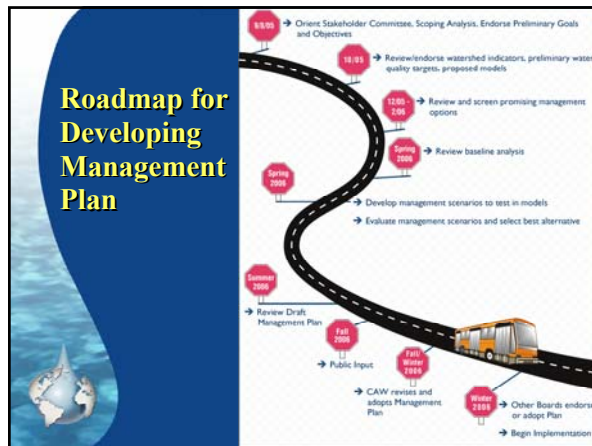 Roadmap for
Developing
Management
Plan
9/8/05
→ Orient Stakeholder Committee, Scoping Analysis, Endorse Preliminary Goals
and Objectives
10/05
→ Review/endorse watershed indicators, preliminary water
quality targets, proposed models
12/05 -
2/06
→ Review and screen promising management
options
Spring
2006
→ Review baseline analysis
Spring
2006
→ Develop management scenarios to test in models
→ Evaluate management scenarios and select best alternative
Summer
2006
→ Review Draft
Management Plan
Fall
2006
→ Public Input
Fall/
Winter
2006
→ CAW revises and
adopts Management
Plan
Winter
2006
→ Other Boards endorse
or adopt Plan
→ Begin Implementation